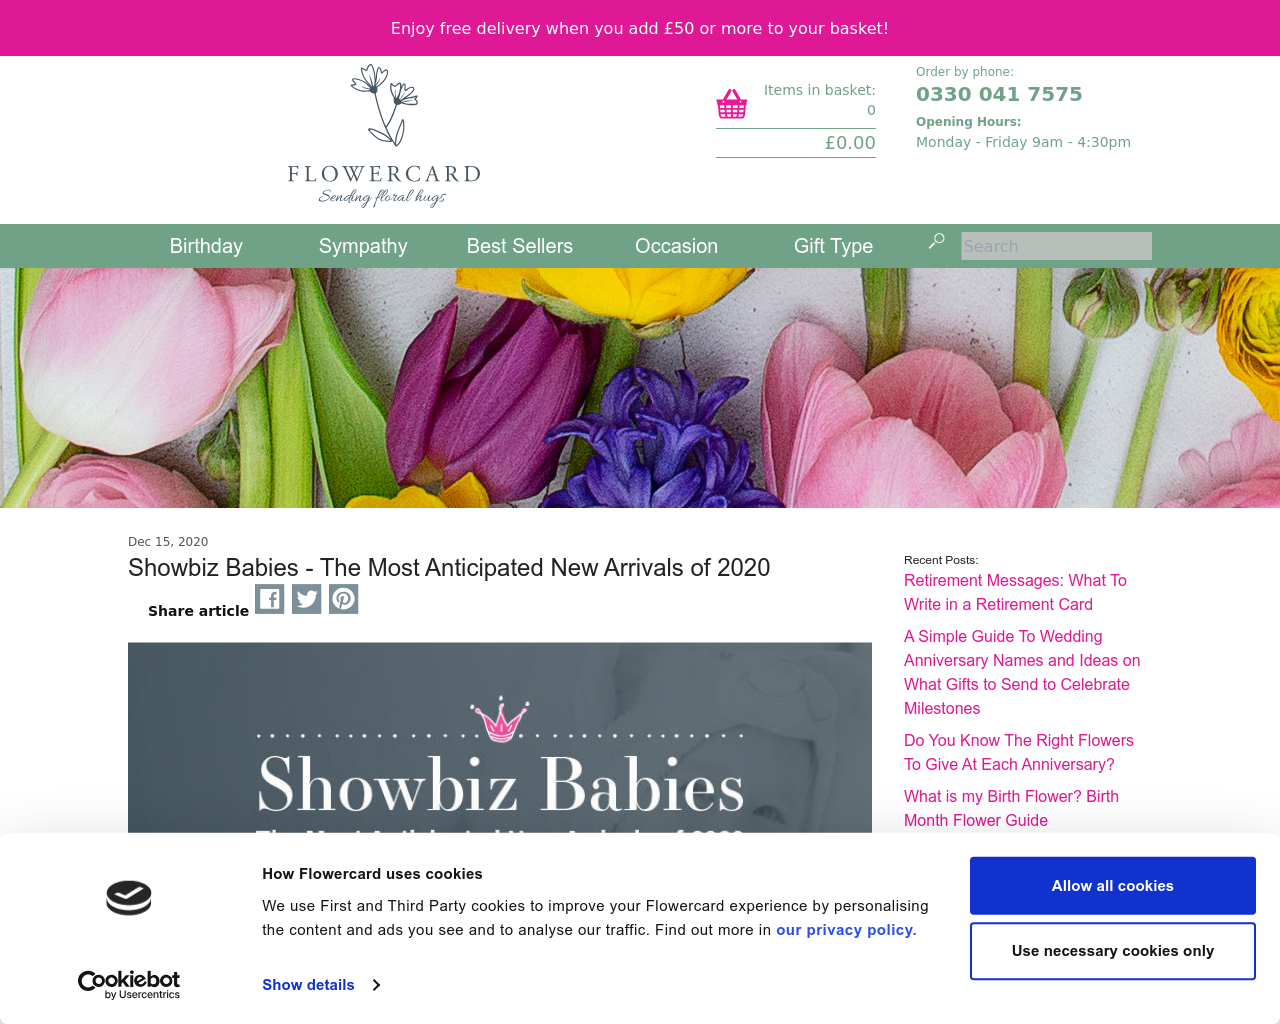 Enjoy free delivery when you add £50 or more to your basket!
FLOWERCARD
Sending floral hugs
Items in basket:
0
£0.00
Order by phone:
0330 041 7575
Opening Hours:
Monday - Friday 9am - 4:30pm
Birthday
Sympathy
Best Sellers
Occasion
Gift Type
Search
Dec 15, 2020
Showbiz Babies - The Most Anticipated New Arrivals of 2020
Share article
Showbiz Babies
Recent Posts:
Retirement Messages: What To
Write in a Retirement Card
A Simple Guide To Wedding
Anniversary Names and Ideas on
What Gifts to Send to Celebrate
Milestones
Do You Know The Right Flowers
To Give At Each Anniversary?
What is my Birth Flower? Birth
Month Flower Guide
How Flowercard uses cookies
We use First and Third Party cookies to improve your Flowercard experience by personalising
the content and ads you see and to analyse our traffic. Find out more in our privacy policy.
Show details
Allow all cookies
Use necessary cookies only
Cookiebot
by Usercentrics